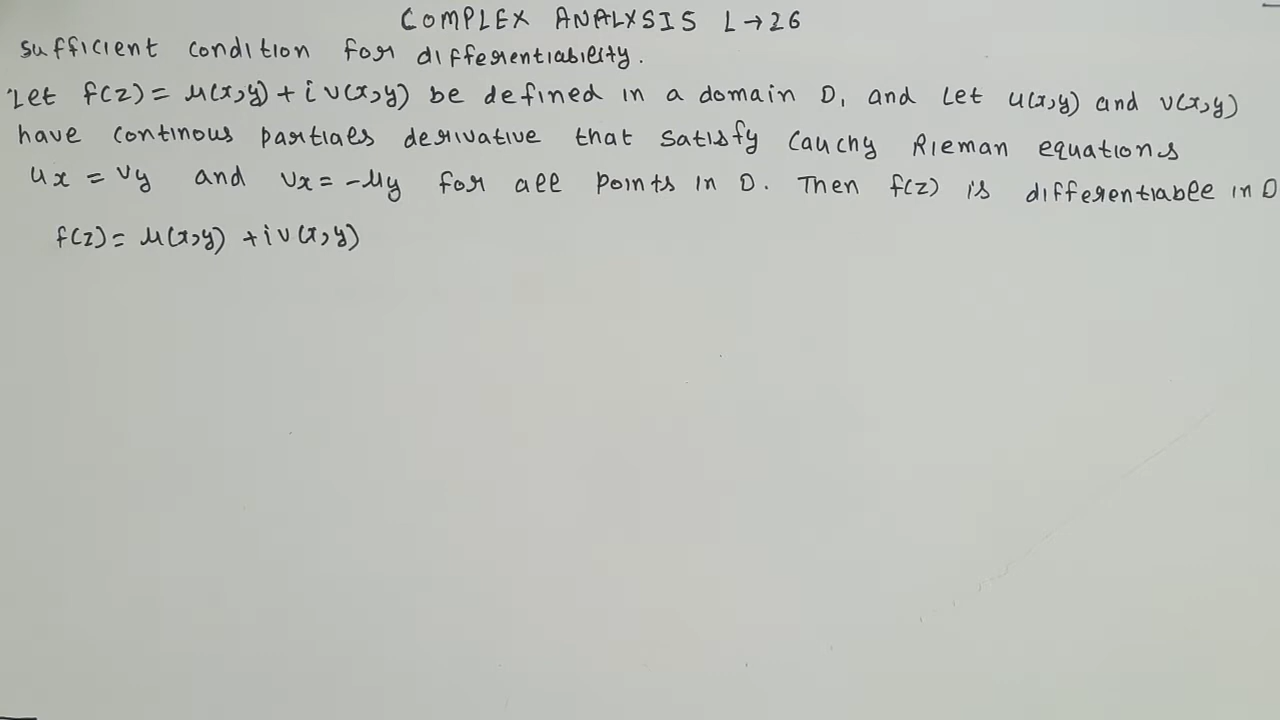 COMPLEX ANALYSIS L→26
sufficient condition for differentiability.
Let f(z) = u(x,y) + i v(x,y) be defined in a domain D, and Let u(x,y) and v(x,y)
have continous partials derivative that satisfy Cauchy Rieman equations
ux = vy and vx = -uy for all points in D. Then f(z) is differentiable in D
f(z) = u(x,y) + i v(x,y)